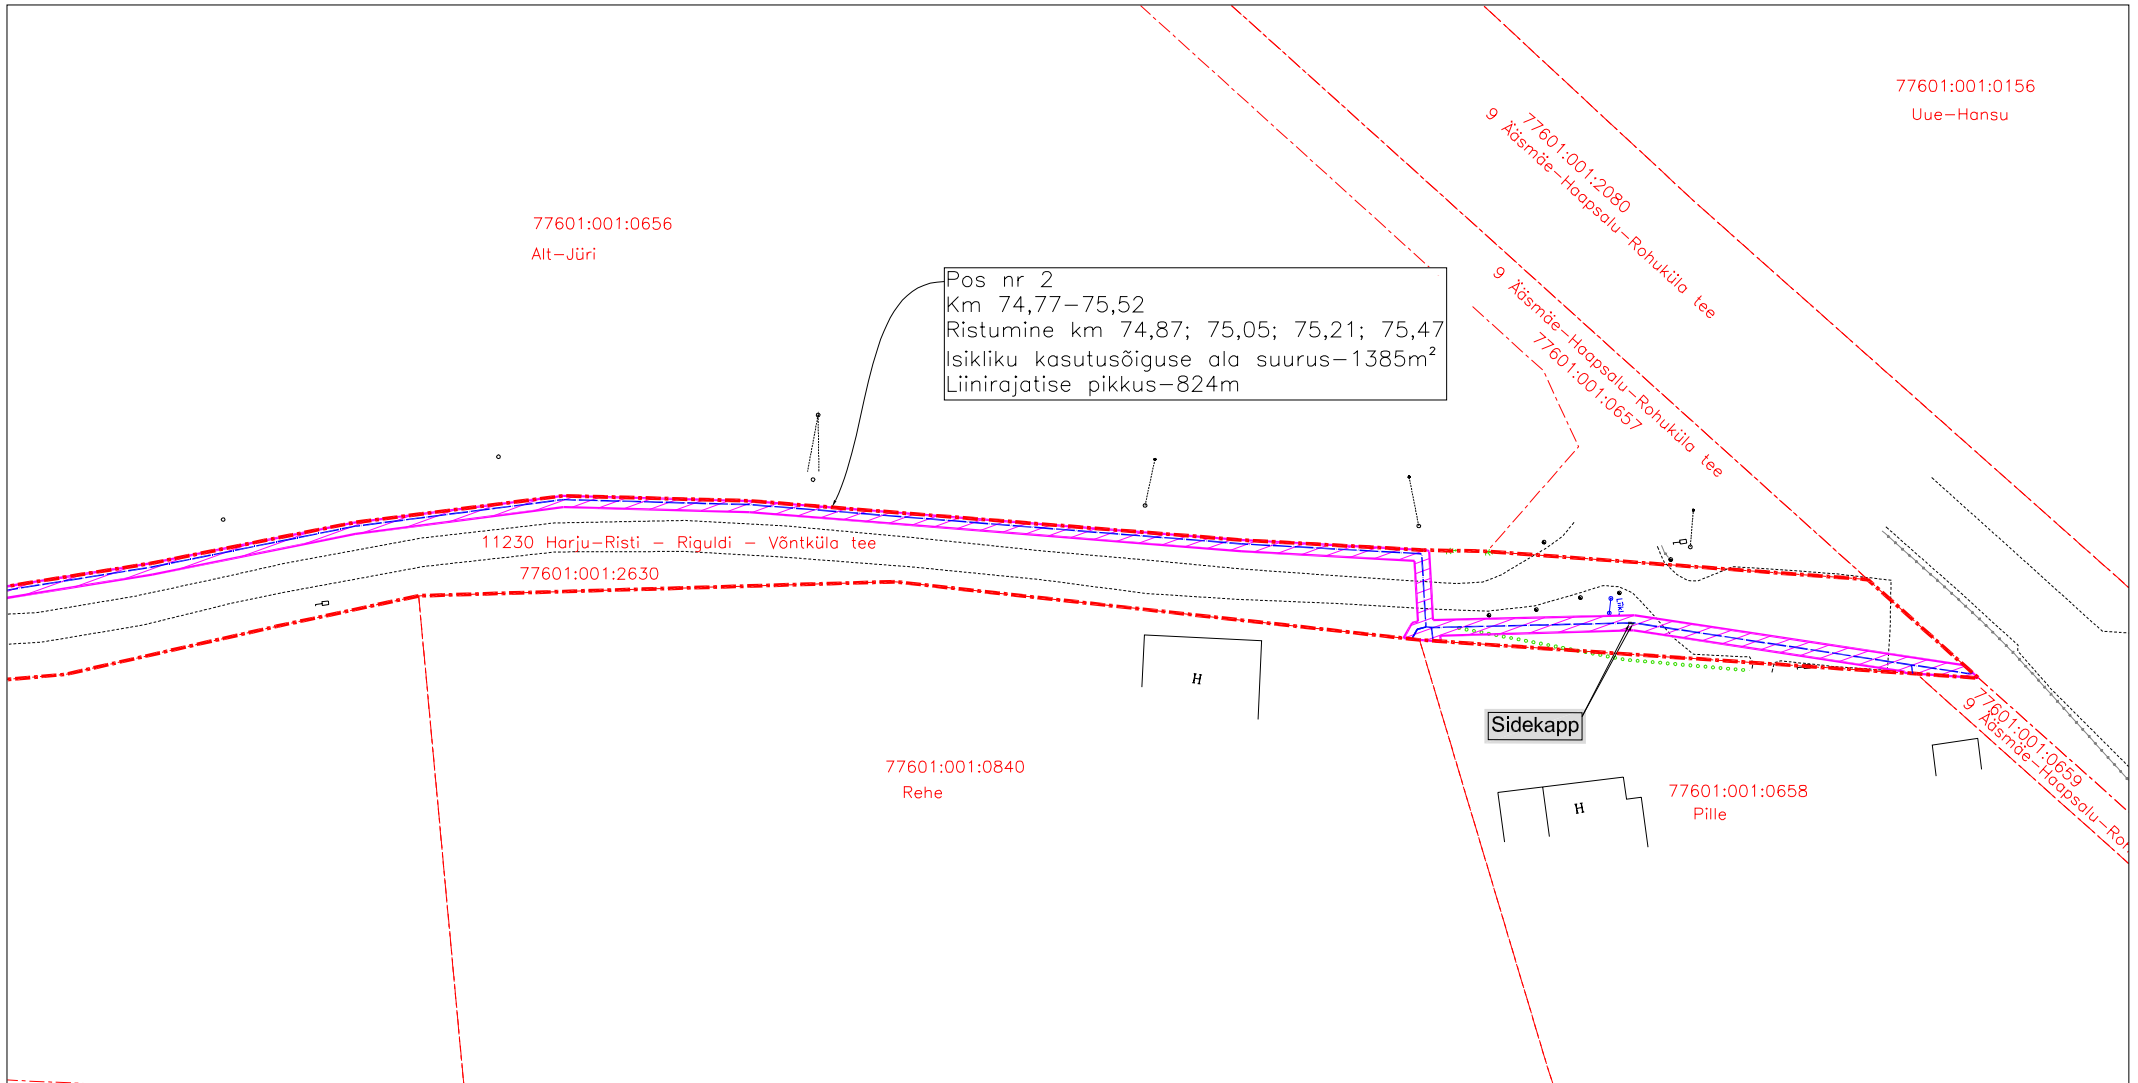 77601:001:0156
Uue-Hansu
77601:001:2080
9 Ääsmäe-Haapsalu-Rohuküla tee
77601:001:0656
Alt-Jüri
Pos nr 2
Km 74,77-75,52
Ristumine km 74,87; 75,05; 75,21; 75,47
Isikliku kasutusõiguse ala suurus-1385m²
Liinirajatise pikkus-824m
9 Ääsmäe-Haapsalu-Rohuküla tee
77601:001:0657
11230 Harju-Risti - Riguldi - Võntküla tee
77601:001:2630
H
Sidekapp
77601:001:0659
9 Ääsmäe-Haapsalu-Roh
77601:001:0840
Rehe
77601:001:0658
Pille
H